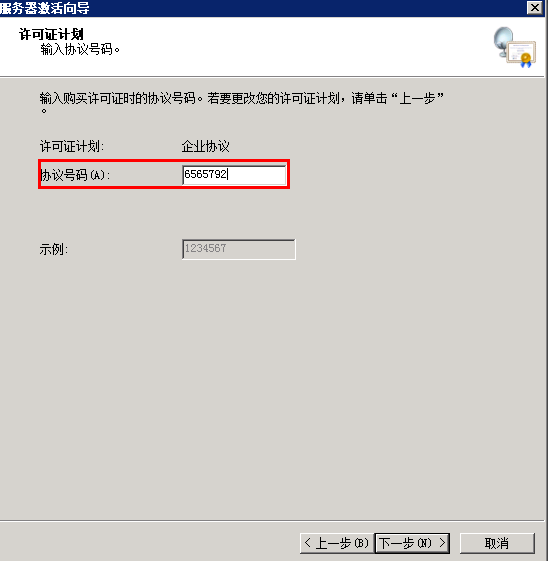 服务器激活向导
许可证计划
输入协议号码。
输入购买许可证时的协议号码。若要更改您的许可证计划，请单击“上一步”
。
许可证计划: 企业协议
协议号码(A): 6565792
示例: 1234567
< 上一步(B) 下一步(N) > 取消